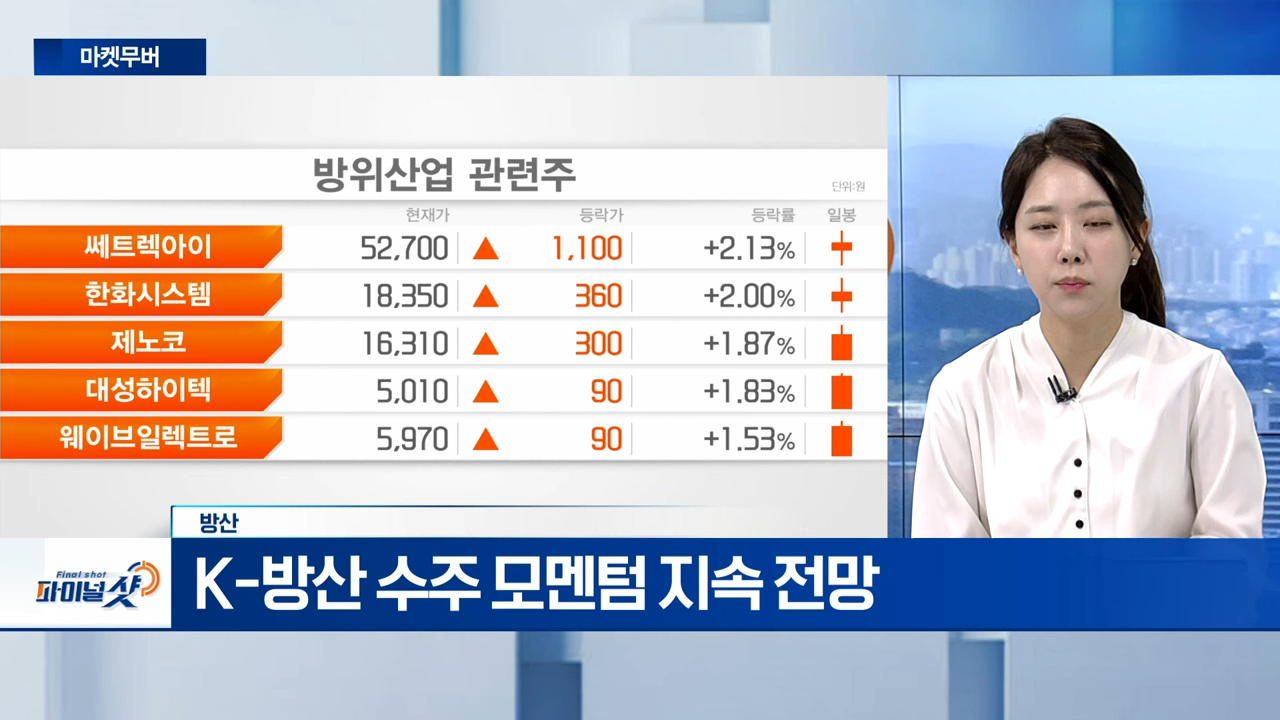 마켓무버
방위산업 관련주
단위:원
현재가 등락가 등락률 일봉
쎄트렉아이 52,700 ▲ 1,100 +2.13%
한화시스템 18,350 ▲ 360 +2.00%
제노코 16,310 ▲ 300 +1.87%
대성하이텍 5,010 ▲ 90 +1.83%
웨이브일렉트로 5,970 ▲ 90 +1.53%
방산
Final shot
파이널샷
K-방산 수주 모멘텀 지속 전망